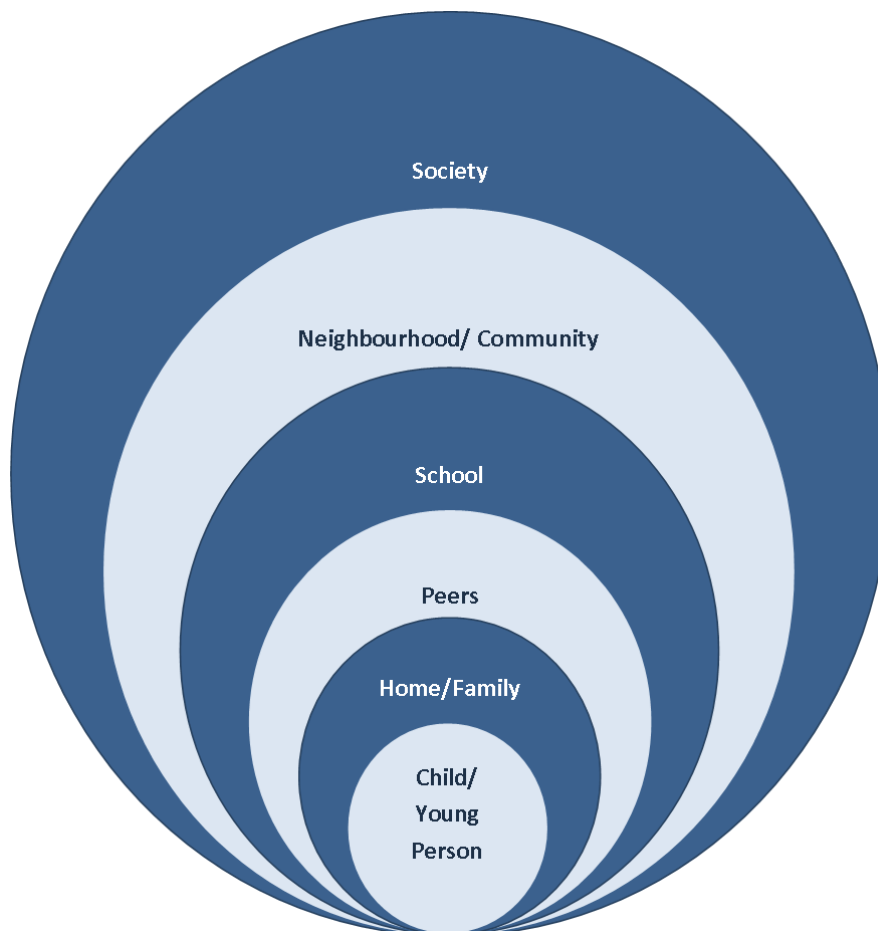 Society
Neighbourhood/ Community
School
Peers
Home/Family
Child/
Young
Person